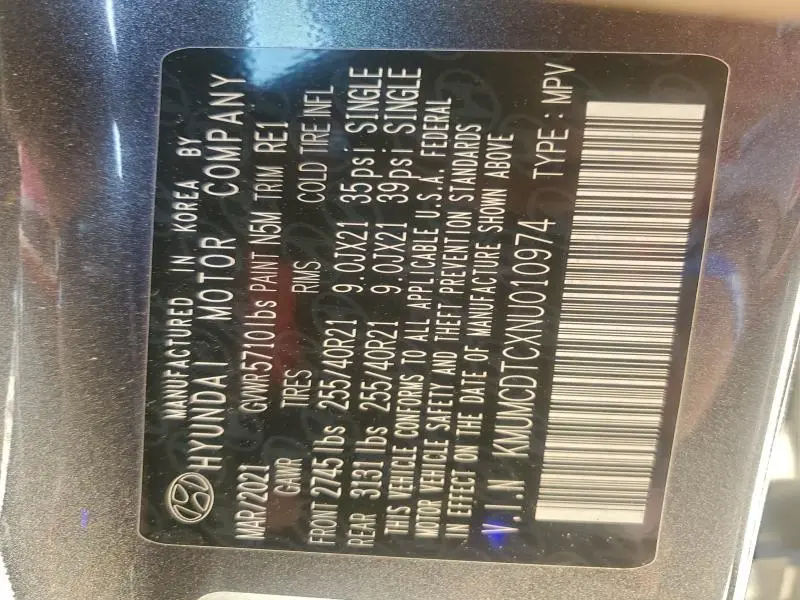 MANUFACTURED IN KOREA BY
HYUNDAI MOTOR COMPANY
MAR/2021 GVWR5710lbs PAINT N5M TRIM RE1
GAWR TIRES RMS COLD TIRE INFL
FRONT 2745lbs 255/40R21 9.0JX21 35psi SINGLE
REAR 3131lbs 255/40R21 9.0JX21 39psi SINGLE
THIS VEHICLE CONFORMS TO ALL APPLICABLE U.S.A. FEDERAL
MOTOR VEHICLE SAFETY AND THEFT PREVENTION STANDARDS
IN EFFECT ON THE DATE OF MANUFACTURE SHOWN ABOVE
V.I.N KMUMCDTCXNU010974 TYPE : MPV